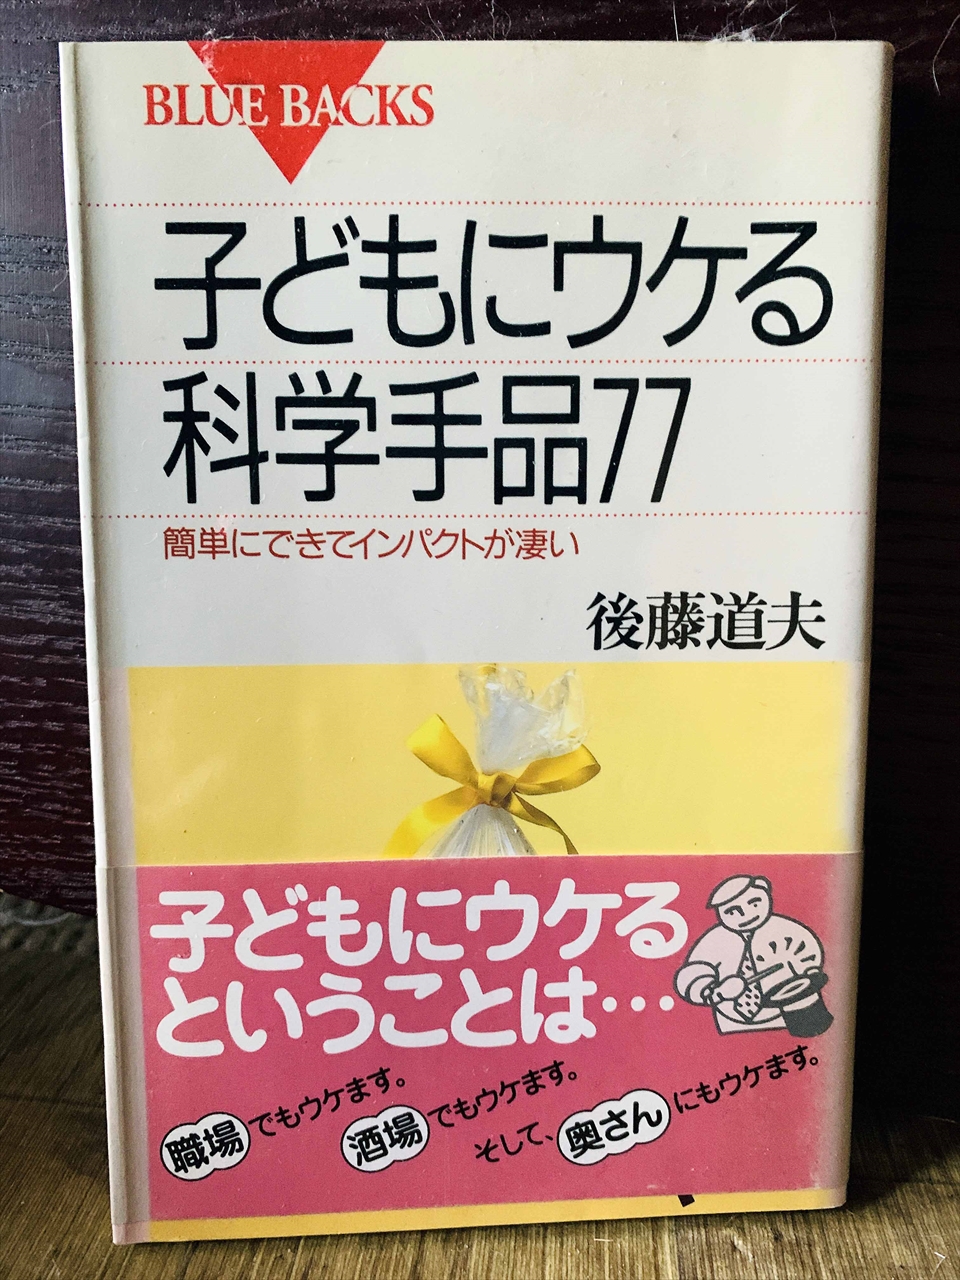 BLUE BACKS
子どもにウケる
科学手品77
簡単にできてインパクトが凄い
後藤道夫
子どもにウケる
ということは…
職場でもウケます。
酒場でもウケます。
そして、奥さんにもウケます。